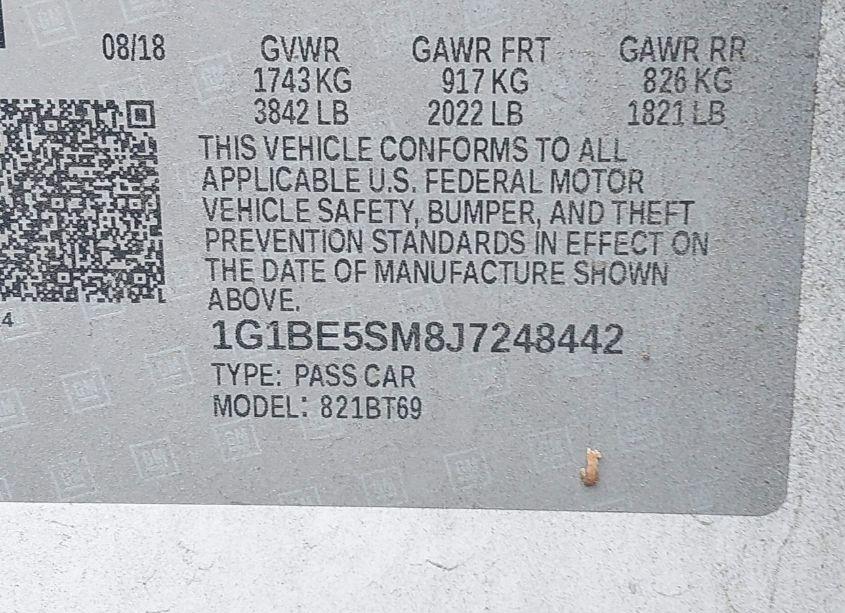 08/18 GVWR GAWR FRT GAWR RR
1743 KG 917 KG 826 KG
3842 LB 2022 LB 1821 LB
THIS VEHICLE CONFORMS TO ALL
APPLICABLE U.S. FEDERAL MOTOR
VEHICLE SAFETY, BUMPER, AND THEFT
PREVENTION STANDARDS IN EFFECT ON
THE DATE OF MANUFACTURE SHOWN
ABOVE.
4
1G1BE5SM8J7248442
TYPE: PASS CAR
MODEL: 821BT69